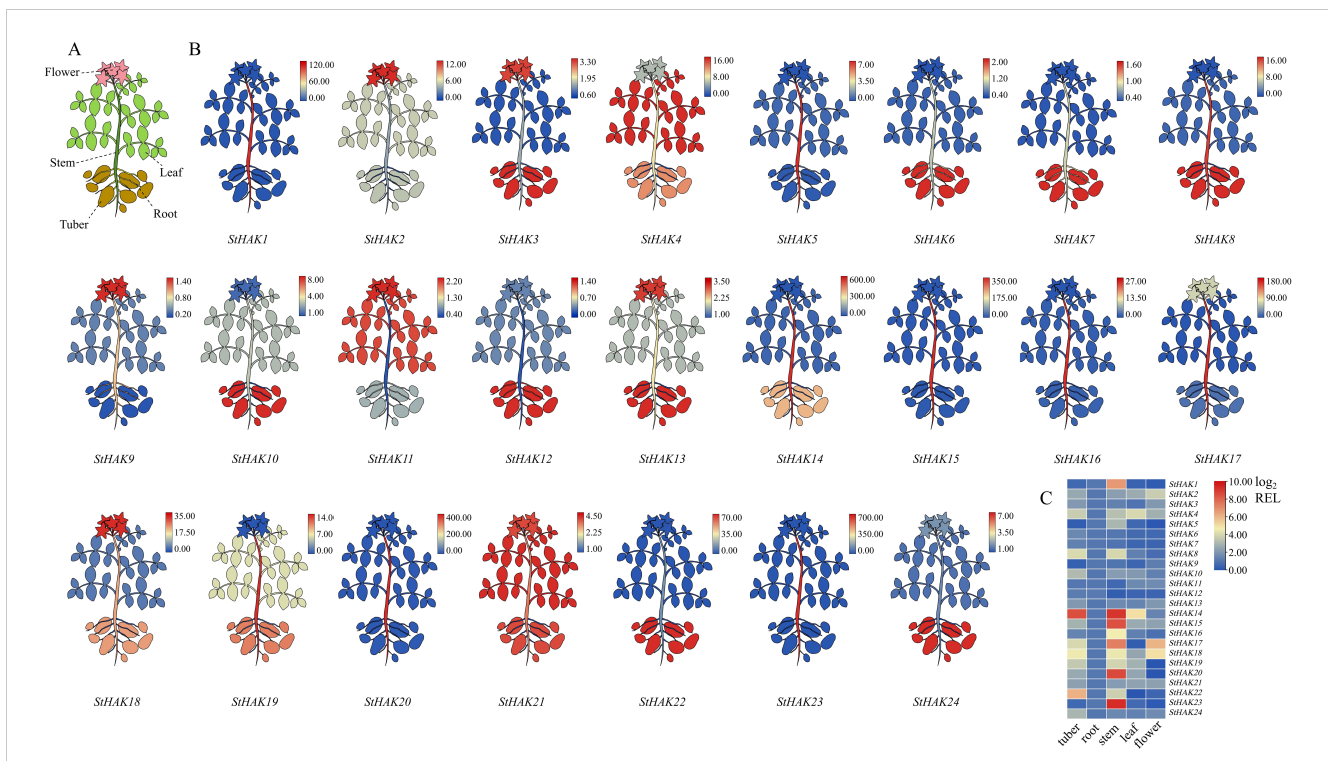 A
B
Flower
Stem
Leaf
Tuber
Root
120.00
60.00
0.00
StHAK1
12.00
6.00
0.00
StHAK2
3.30
1.95
0.60
StHAK3
16.00
8.00
0.00
StHAK4
7.00
3.50
0.00
StHAK5
2.00
1.20
0.40
StHAK6
1.60
1.00
0.40
StHAK7
16.00
8.00
0.00
StHAK8
1.40
0.80
0.20
StHAK9
8.00
4.00
1.00
StHAK10
2.20
1.30
0.40
StHAK11
1.40
0.70
0.00
StHAK12
3.50
2.25
1.00
StHAK13
600.00
300.00
0.00
StHAK14
350.00
175.00
0.00
StHAK15
27.00
13.50
0.00
StHAK16
180.00
90.00
0.00
StHAK17
35.00
17.50
0.00
StHAK18
14.0
7.00
0.00
StHAK19
400.00
200.00
0.00
StHAK20
4.50
2.25
1.00
StHAK21
70.00
35.00
0.00
StHAK22
700.00
350.00
0.00
StHAK23
7.00
3.50
1.00
StHAK24
C
StHAK1
StHAK2
StHAK3
StHAK4
StHAK5
StHAK6
StHAK7
StHAK8
StHAK9
StHAK10
StHAK11
StHAK12
StHAK13
StHAK14
StHAK15
StHAK16
StHAK17
StHAK18
StHAK19
StHAK20
StHAK21
StHAK22
StHAK23
StHAK24
tuber
root
stem
leaf
flower
10.00
8.00
6.00
4.00
2.00
0.00
log₂
REL